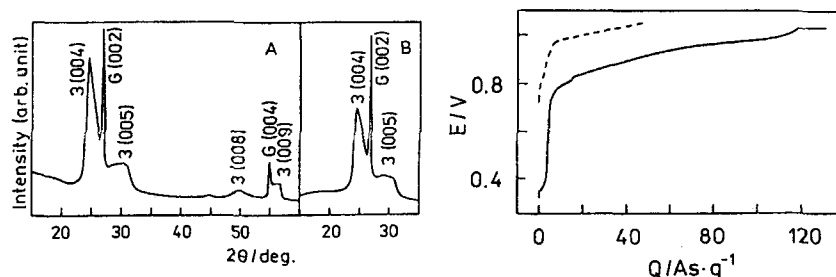 Intensity (arb. unit)
3 (004)
G (002)
3 (005)
3 (008)
G (004)
3 (009)
A
3 (004)
G (002)
3 (005)
B
20 30 40 50 60 20 30
2Θ/deg.
E/V
0.8
0.4
0 40 80 120
Q/As·g⁻¹